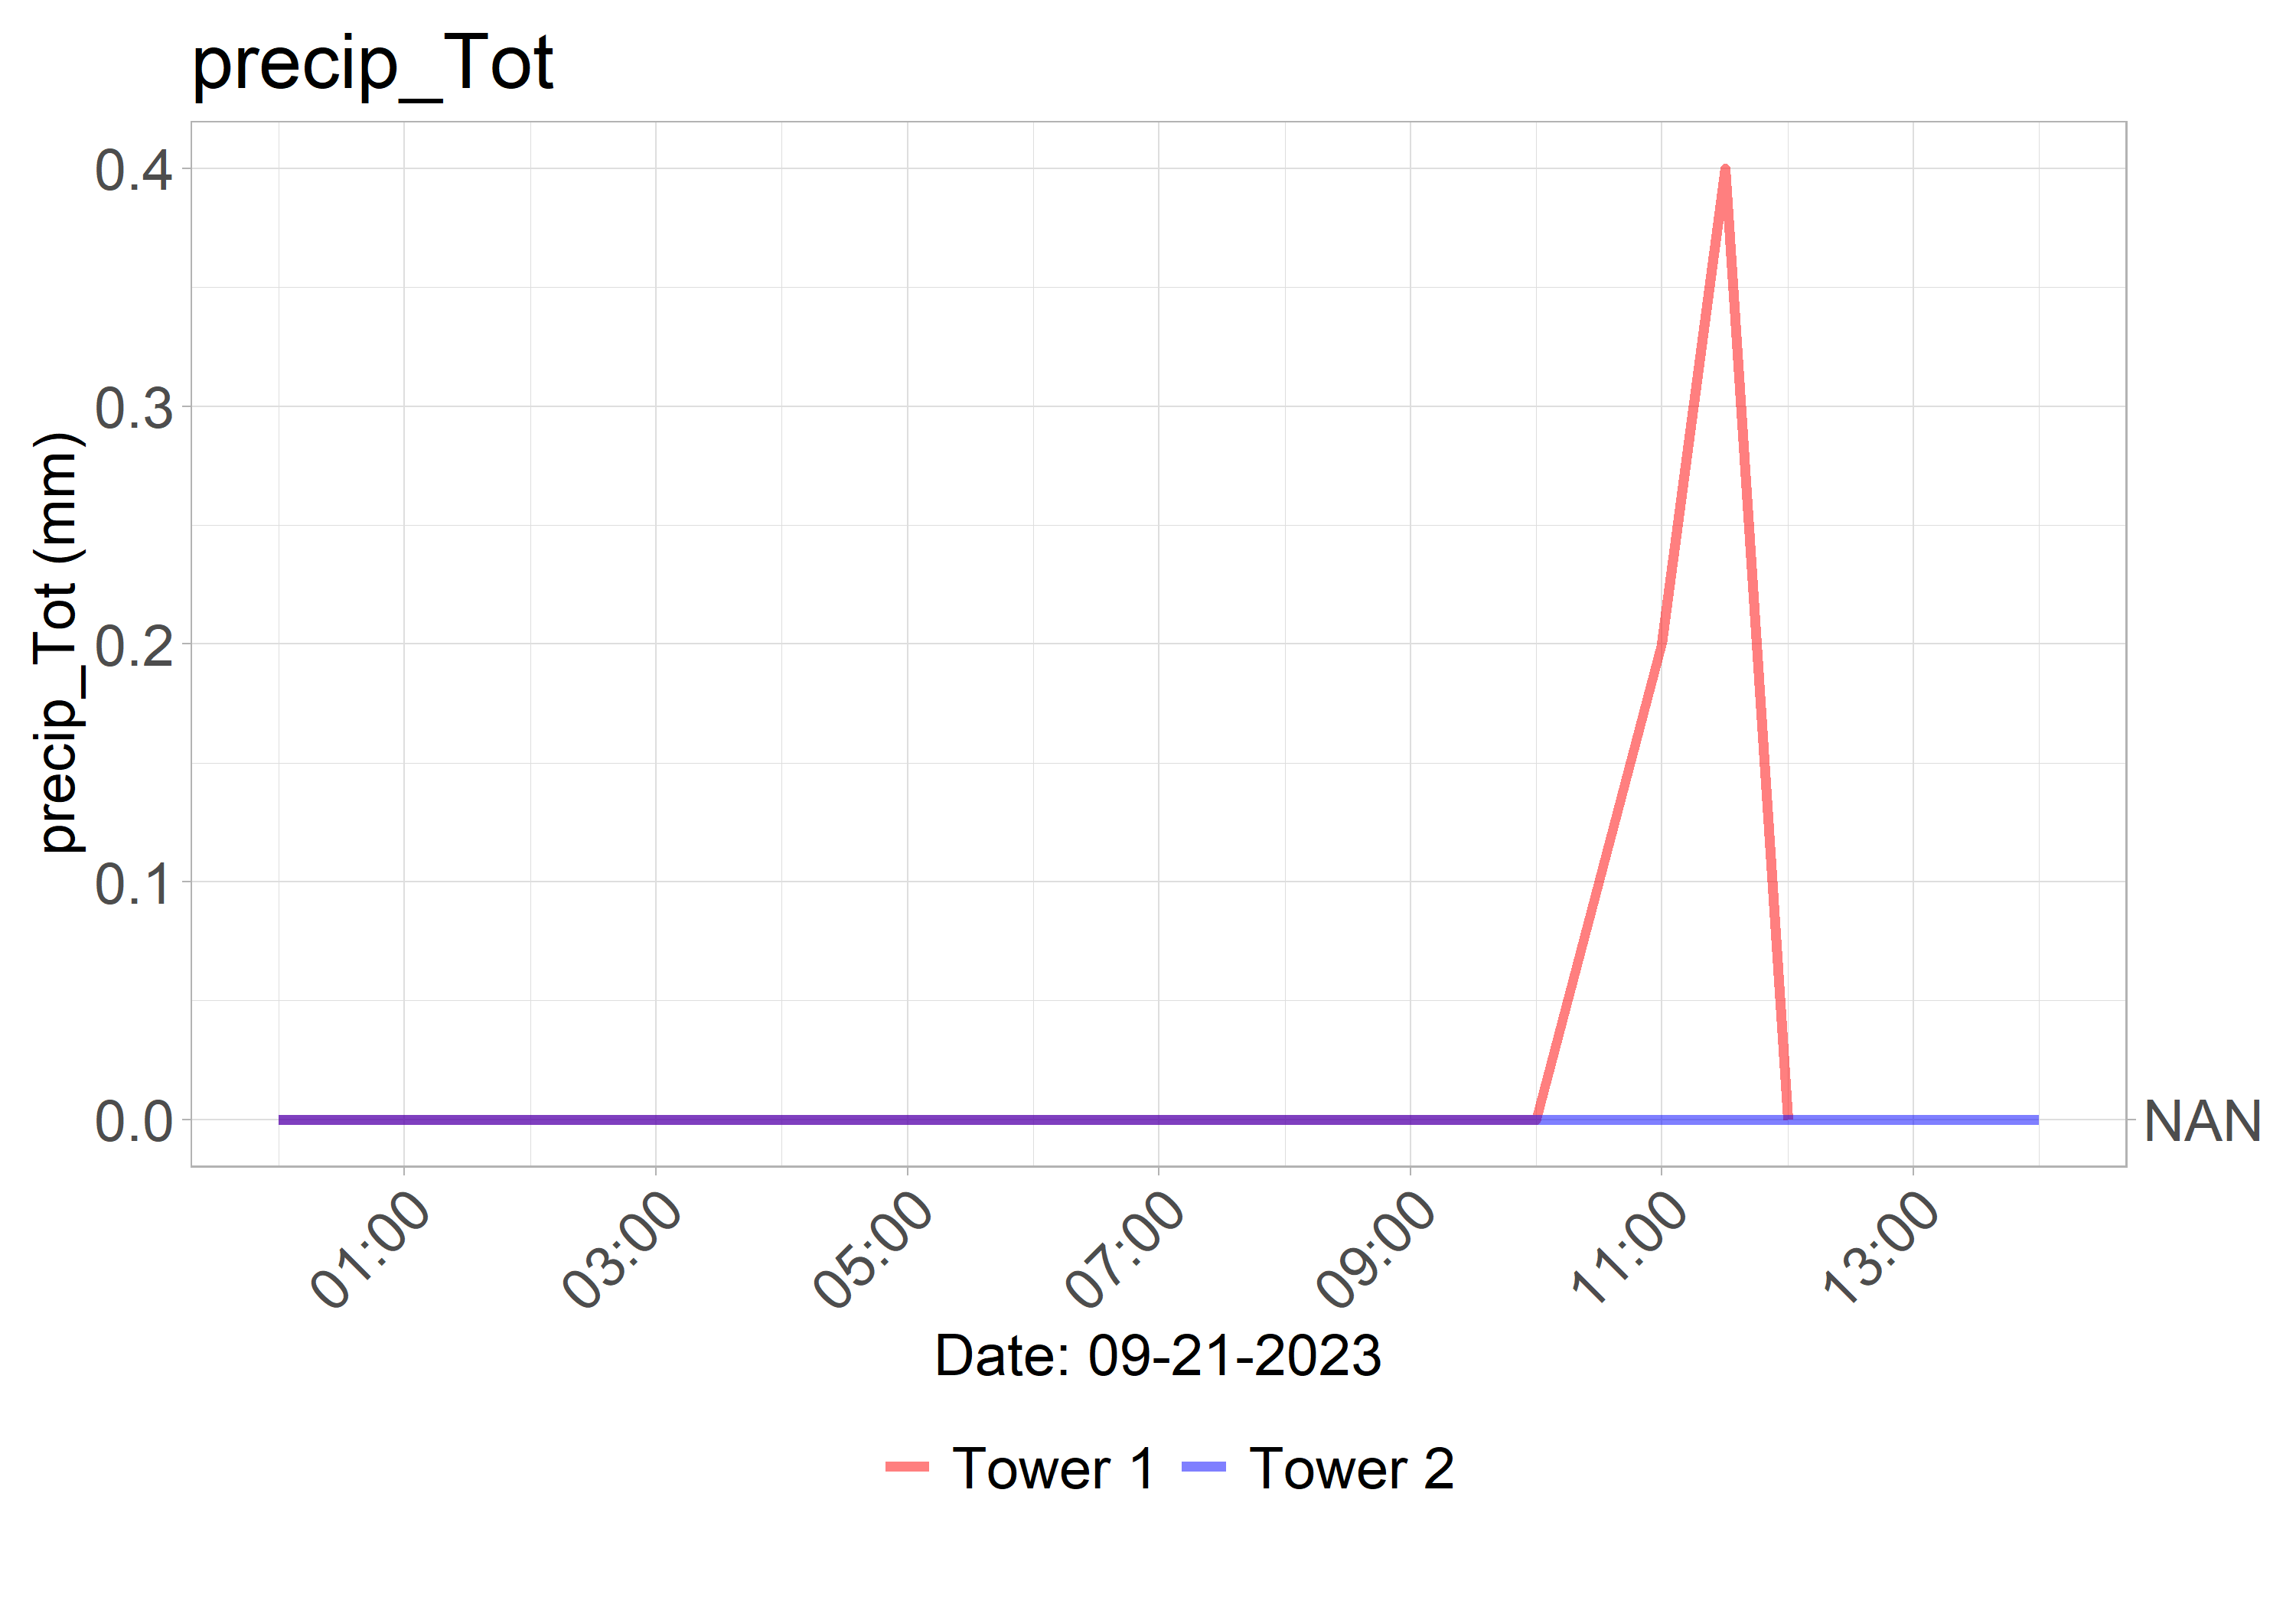 precip_Tot
precip_Tot (mm)
0.4
0.3
0.2
0.1
0.0
NAN
01:00 03:00 05:00 07:00 09:00 11:00 13:00
Date: 09-21-2023
Tower 1 Tower 2